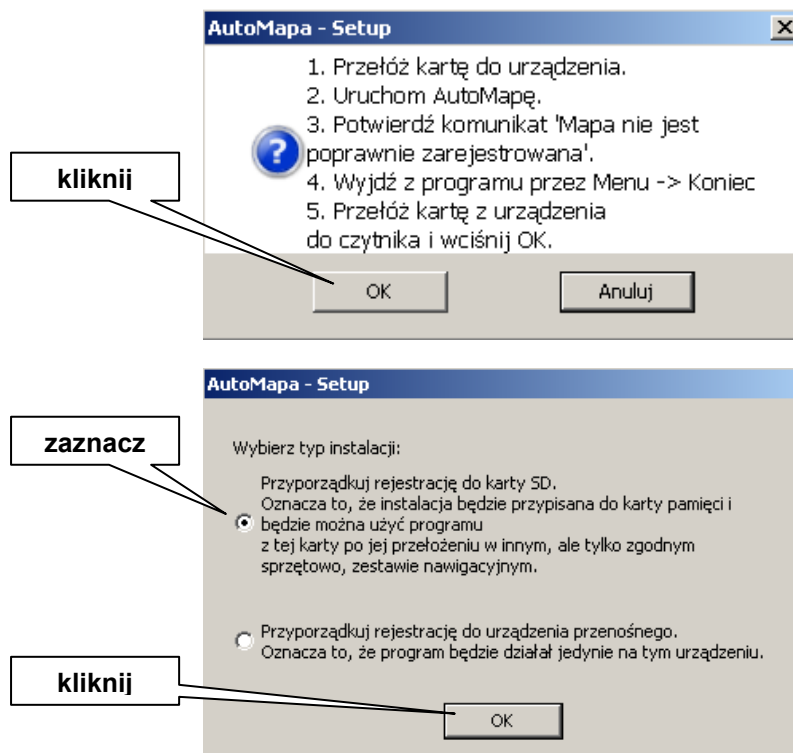 AutoMapa - Setup
1. Przełóż kartę do urządzenia.
2. Uruchom AutoMapę.
3. Potwierdź komunikat 'Mapa nie jest
poprawnie zarejestrowana'.
4. Wyjdź z programu przez Menu -> Koniec
5. Przełóż kartę z urządzenia
do czytnika i wciśnij OK.
kliknij
OK
Anuluj
AutoMapa - Setup
zaznacz
Wybierz typ instalacji:
Przyporządkuj rejestrację do karty SD.
Oznacza to, że instalacja będzie przypisana do karty pamięci i
będzie można użyć programu
z tej karty po jej przełożeniu w innym, ale tylko zgodnym
sprzętowo, zestawie nawigacyjnym.
Przyporządkuj rejestrację do urządzenia przenośnego.
Oznacza to, że program będzie działał jedynie na tym urządzeniu.
kliknij
OK